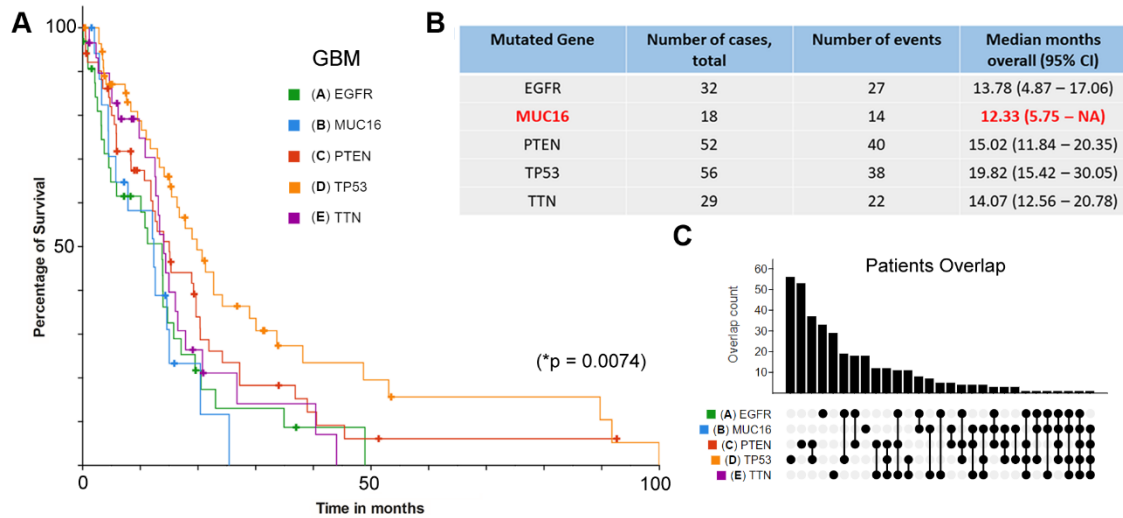 A
100
50
Percentage of Survival
GBM
(A) EGFR
(B) MUC16
(C) PTEN
(D) TP53
(E) TTN
(*p = 0.0074)
50
100
Time in months
B
Mutated Gene Number of cases, total Number of events Median months overall (95% CI)
EGFR 32 27 13.78 (4.87 – 17.06)
MUC16 18 14 12.33 (5.75 – NA)
PTEN 52 40 15.02 (11.84 – 20.35)
TP53 56 38 19.82 (15.42 – 30.05)
TTN 29 22 14.07 (12.56 – 20.78)
C
Patients Overlap
Overlap count
60
50
40
30
20
10
(A) EGFR
(B) MUC16
(C) PTEN
(D) TP53
(E) TTN